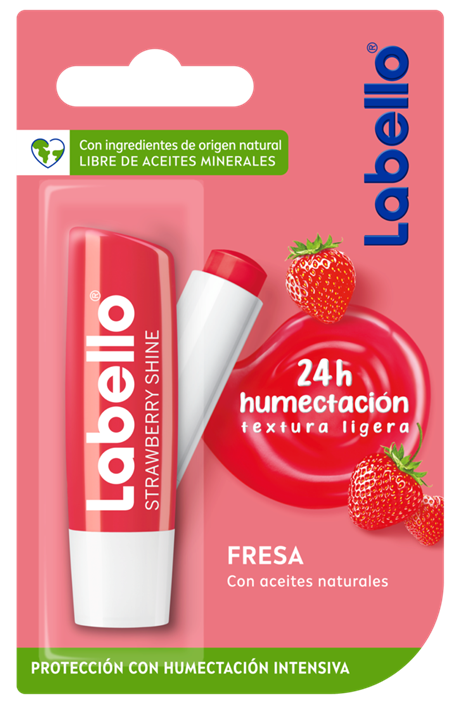 Labello®
Con ingredientes de origen natural
LIBRE DE ACEITES MINERALES
Labello®
STRAWBERRY SHINE
24h
humectación
textura ligera
FRESA
Con aceites naturales
PROTECCIÓN CON HUMECTACIÓN INTENSIVA